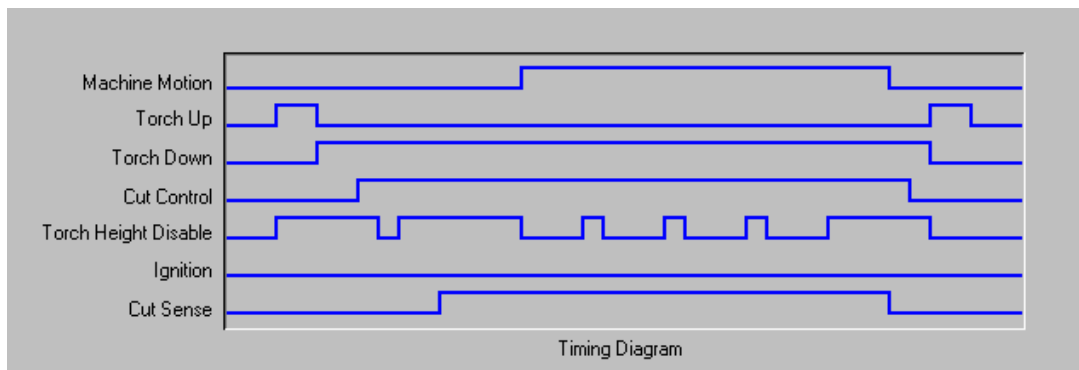 Machine Motion
Torch Up
Torch Down
Cut Control
Torch Height Disable
Ignition
Cut Sense
Timing Diagram